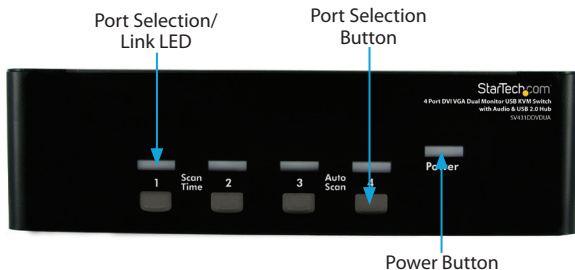 Port Selection/
Link LED
Port Selection
Button
StarTech.com
4 Port DVI VGA Dual Monitor USB KVM Switch
with Audio & USB 2.0 Hub
SV431DDVDUA
1
Scan
Time
2
3
Auto
Scan
4
Power
Power Button